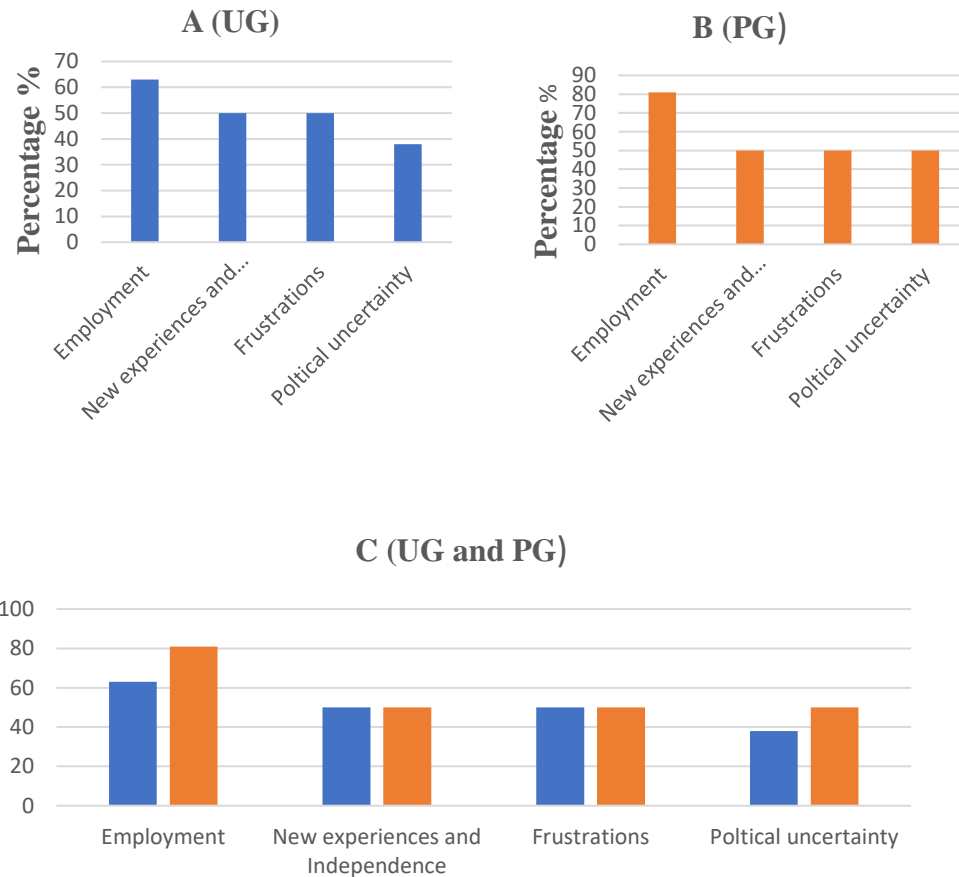 A (UG)
Percentage %
70
60
50
40
30
20
10
0
Employment
New experiences and...
Frustrations
Poltical uncertainty
B (PG)
Percentage %
90
80
70
60
50
40
30
20
10
0
Employment
New experiences and...
Frustrations
Poltical uncertainty
C (UG and PG)
100
80
60
40
20
0
Employment
New experiences and
Independence
Frustrations
Poltical uncertainty